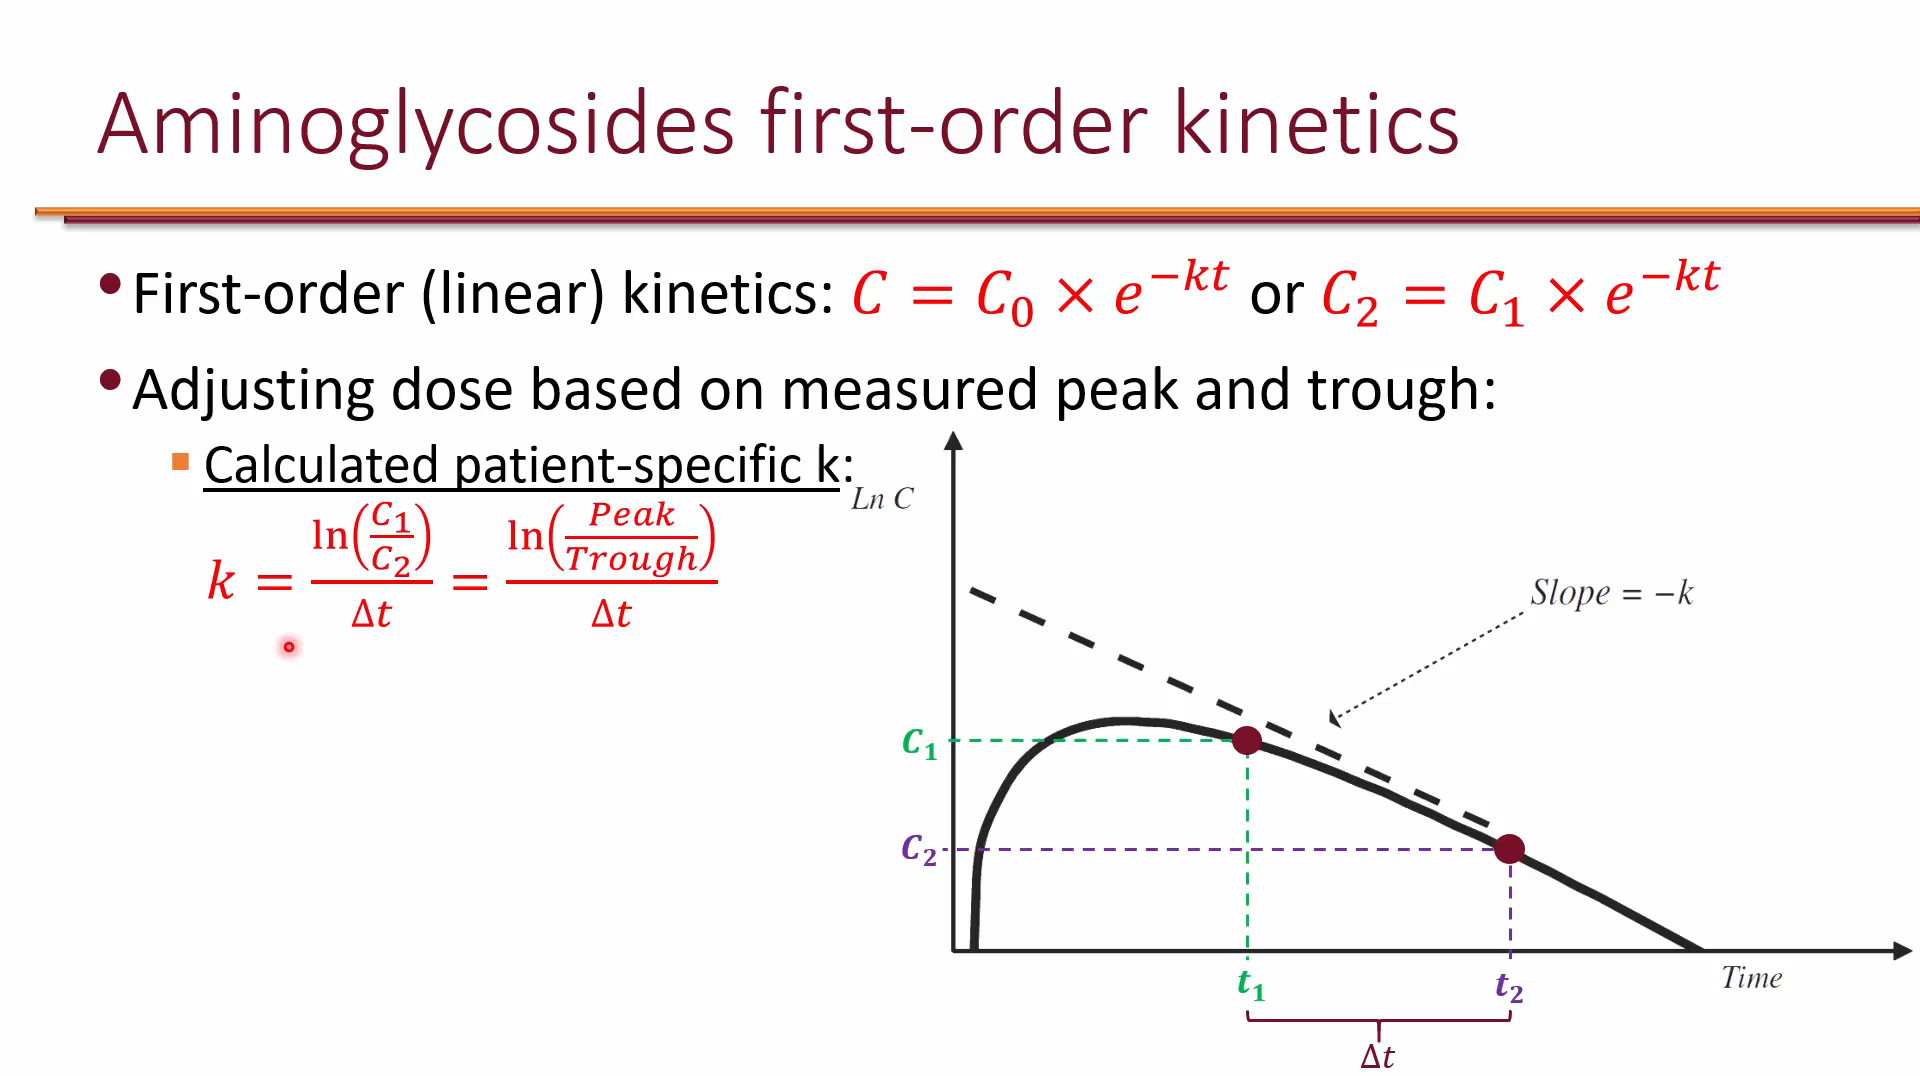 Aminoglycosides first-order kinetics
•First-order (linear) kinetics: C = C₀ × e^{−kt} or C₂ = C₁ × e^{−kt}
•Adjusting dose based on measured peak and trough:
▪ Calculated patient-specific k:
k = ln(C₁/C₂)/Δt = ln(Peak/Trough)/Δt
Ln C
Slope = −k
C₁
C₂
t₁
t₂
Time
Δt